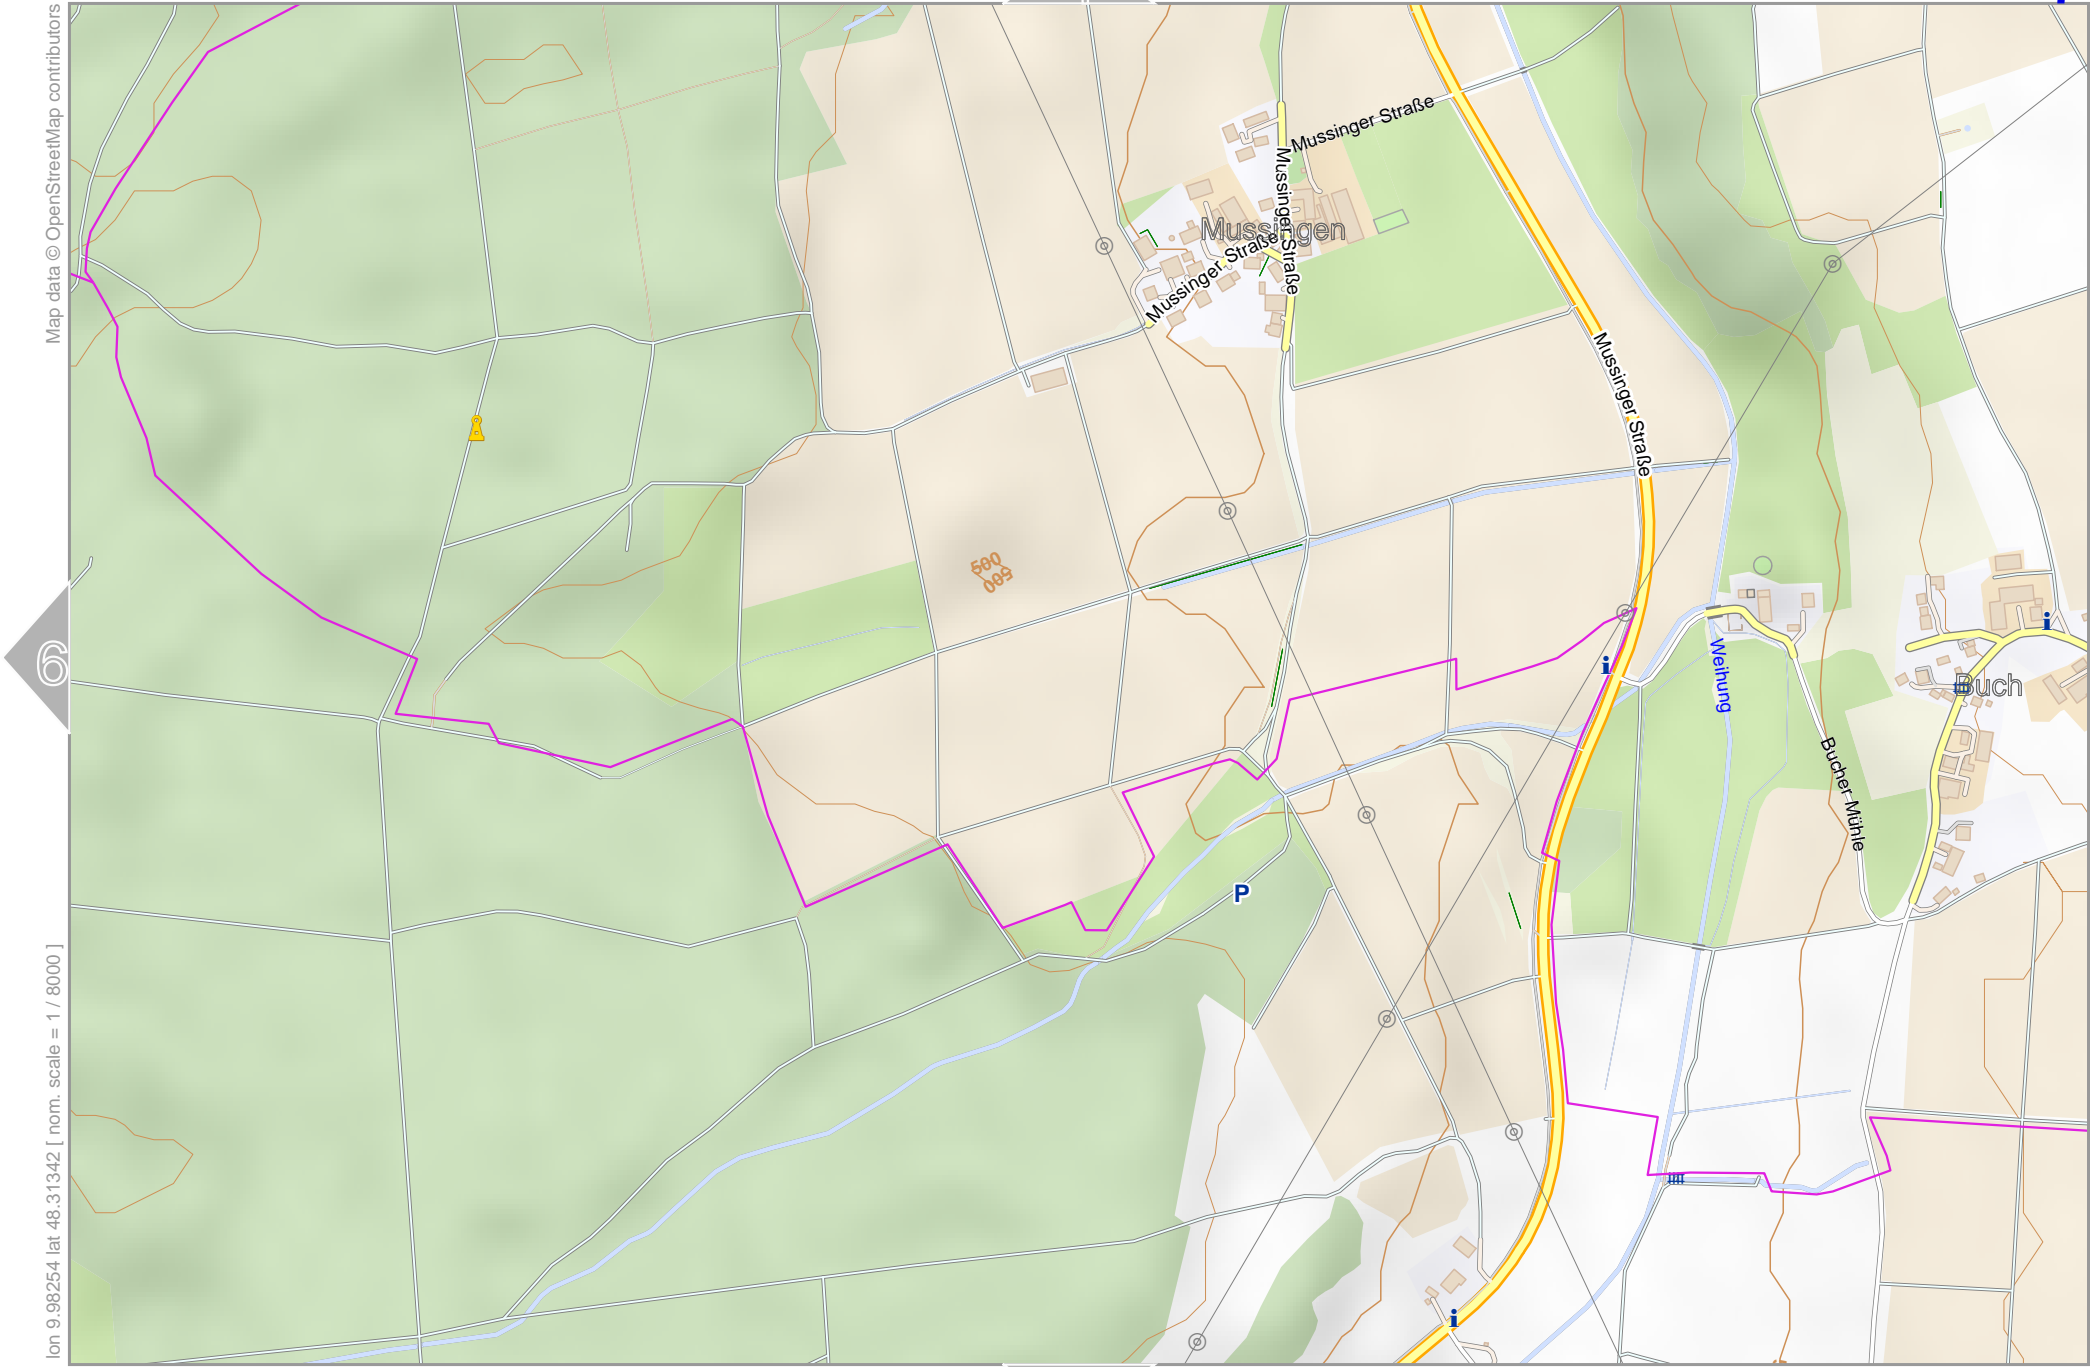 Map data © OpenStreetMap contributors
Mussinger Straße
Mussinger Straße
Mussingen
Mussinger Straße
Mussinger Straße
500
500
6
i
i
Weihung
Buch
Bucher Mühle
P
i
lon 9.98254 lat 48.31342 [ nom. scale = 1 / 8000 ]